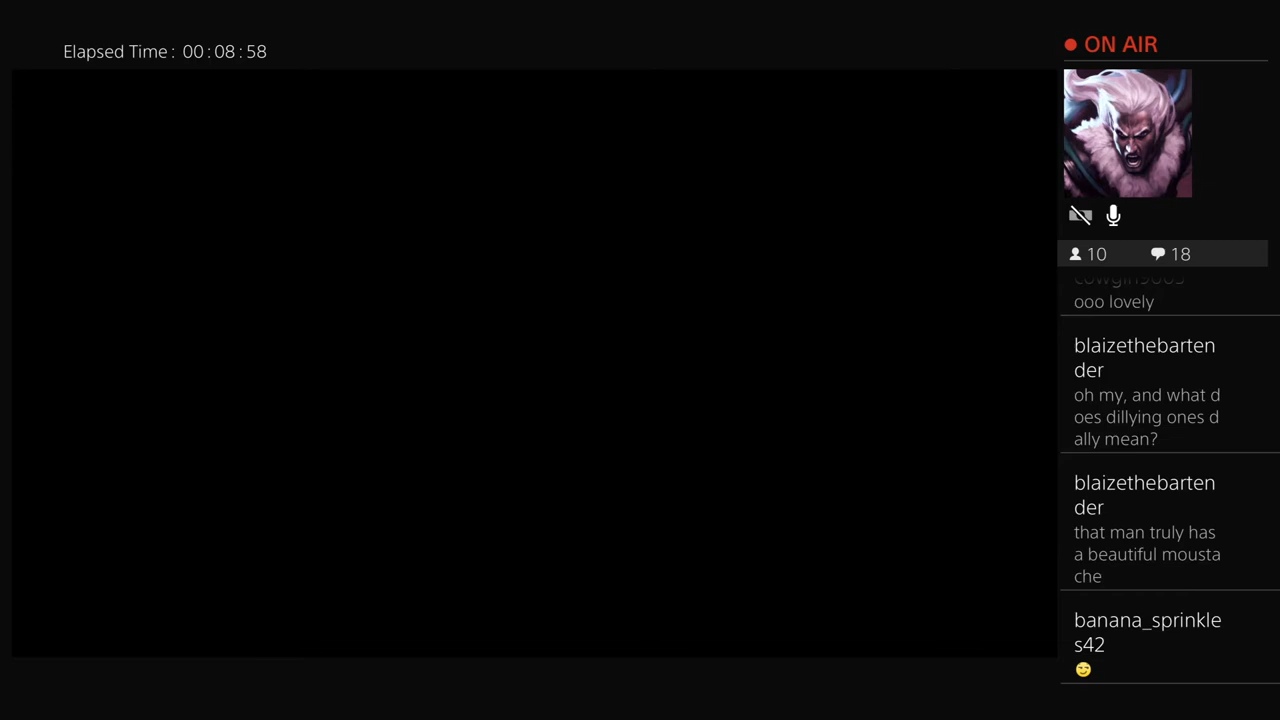 Elapsed Time : 00:08:58
ON AIR
10
18
ooo lovely
blaizethebarten
der
oh my, and what d
oes dillying ones d
ally mean?
blaizethebarten
der
that man truly has
a beautiful mousta
che
banana_sprinkle
s42